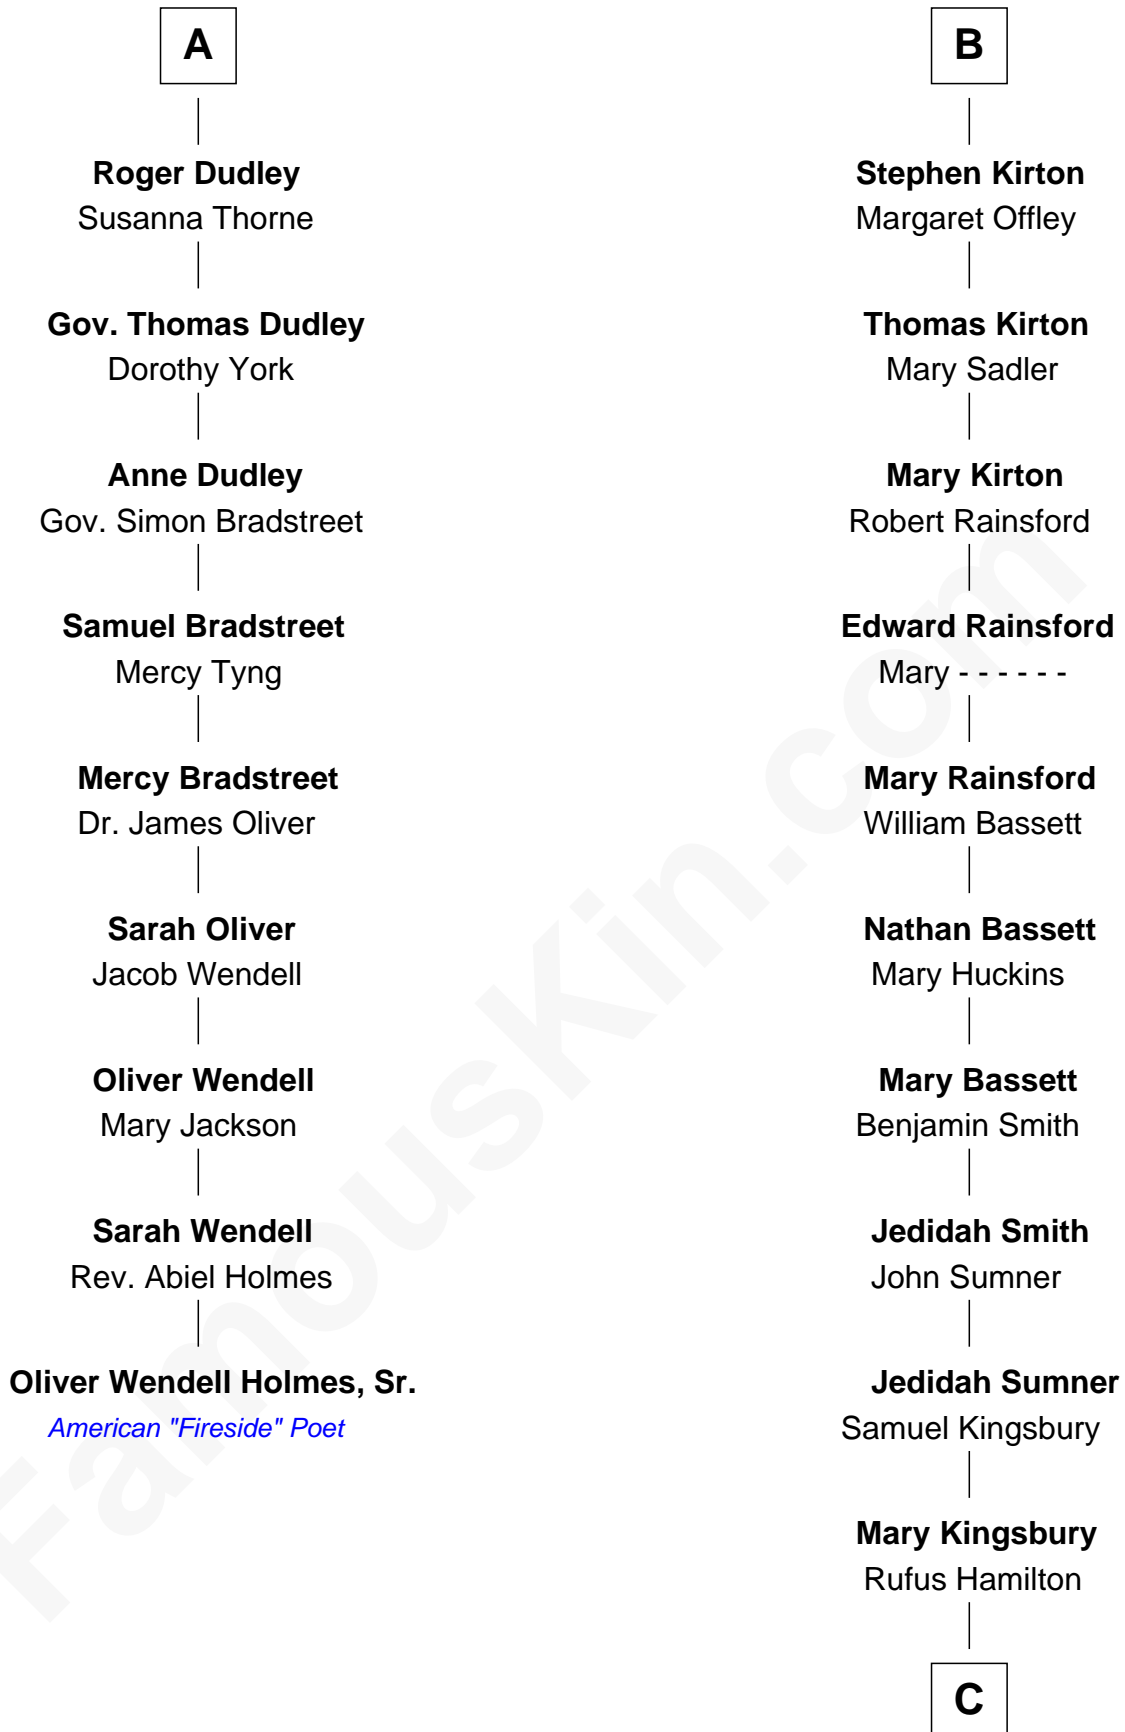 A
Roger Dudley
Susanna Thorne
Gov. Thomas Dudley
Dorothy York
Anne Dudley
Gov. Simon Bradstreet
Samuel Bradstreet
Mercy Tyng
Mercy Bradstreet
Dr. James Oliver
Sarah Oliver
Jacob Wendell
Oliver Wendell
Mary Jackson
Sarah Wendell
Rev. Abiel Holmes
Oliver Wendell Holmes, Sr.
American "Fireside" Poet
B
Stephen Kirton
Margaret Offley
Thomas Kirton
Mary Sadler
Mary Kirton
Robert Rainsford
Edward Rainsford
Mary - - - - - -
Mary Rainsford
William Bassett
Nathan Bassett
Mary Huckins
Mary Bassett
Benjamin Smith
Jedidah Smith
John Sumner
Jedidah Sumner
Samuel Kingsbury
Mary Kingsbury
Rufus Hamilton
C
FamousKin.com